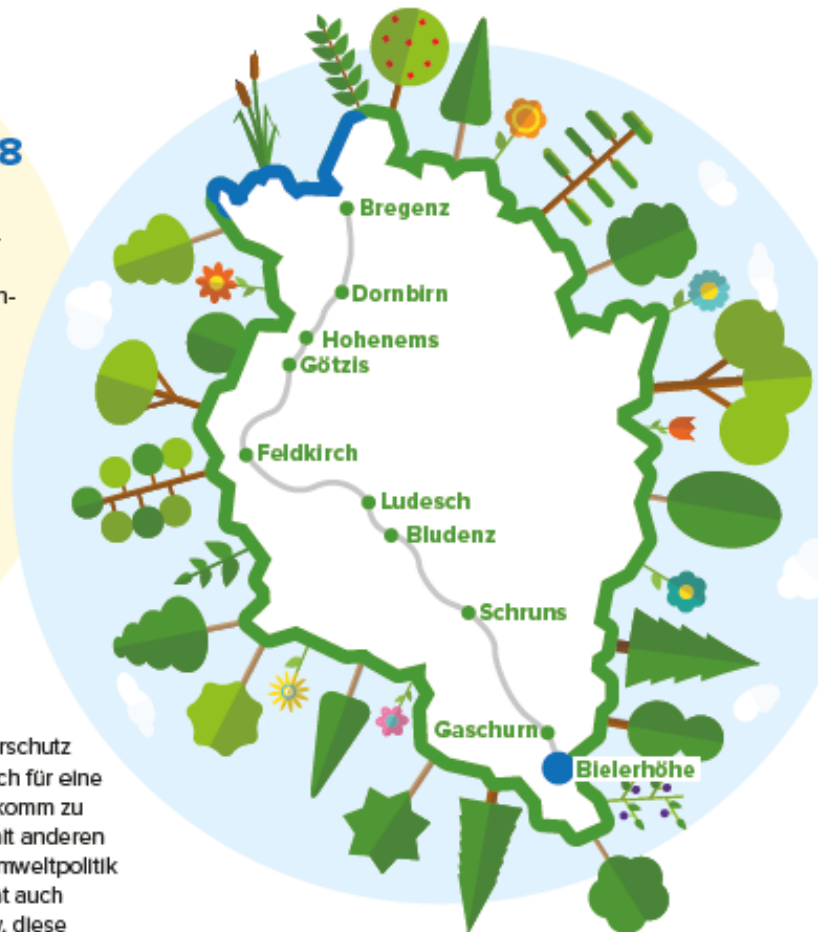 8
n-
Bregenz
Dornbirn
Hohenems
Götzis
Feldkirch
Ludesch
Bludenz
Schruns
Gaschurn
Bielerhöhe
rschutz
ch für eine
komm zu
it anderen
mweltpolitik
t auch
diese